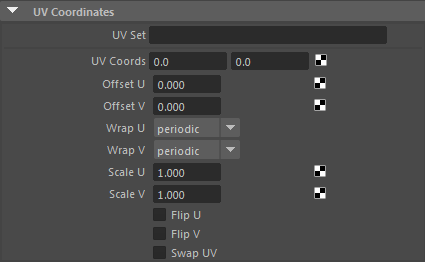 UV Coordinates
UV Set
UV Coords 0.0 0.0
Offset U 0.000
Offset V 0.000
Wrap U periodic
Wrap V periodic
Scale U 1.000
Scale V 1.000
Flip U
Flip V
Swap UV